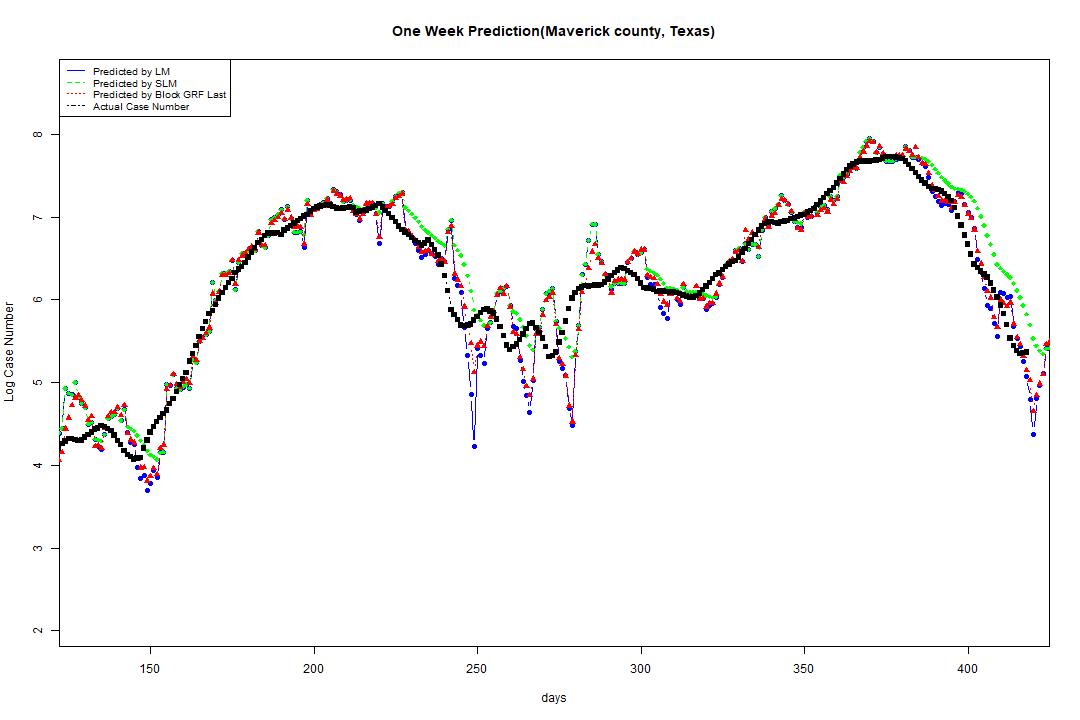 One Week Prediction(Maverick county, Texas)
Predicted by LM
Predicted by SLM
Predicted by Block GRF Last
Actual Case Number
8
7
6
5
4
3
2
Log Case Number
150 200 250 300 350 400
days